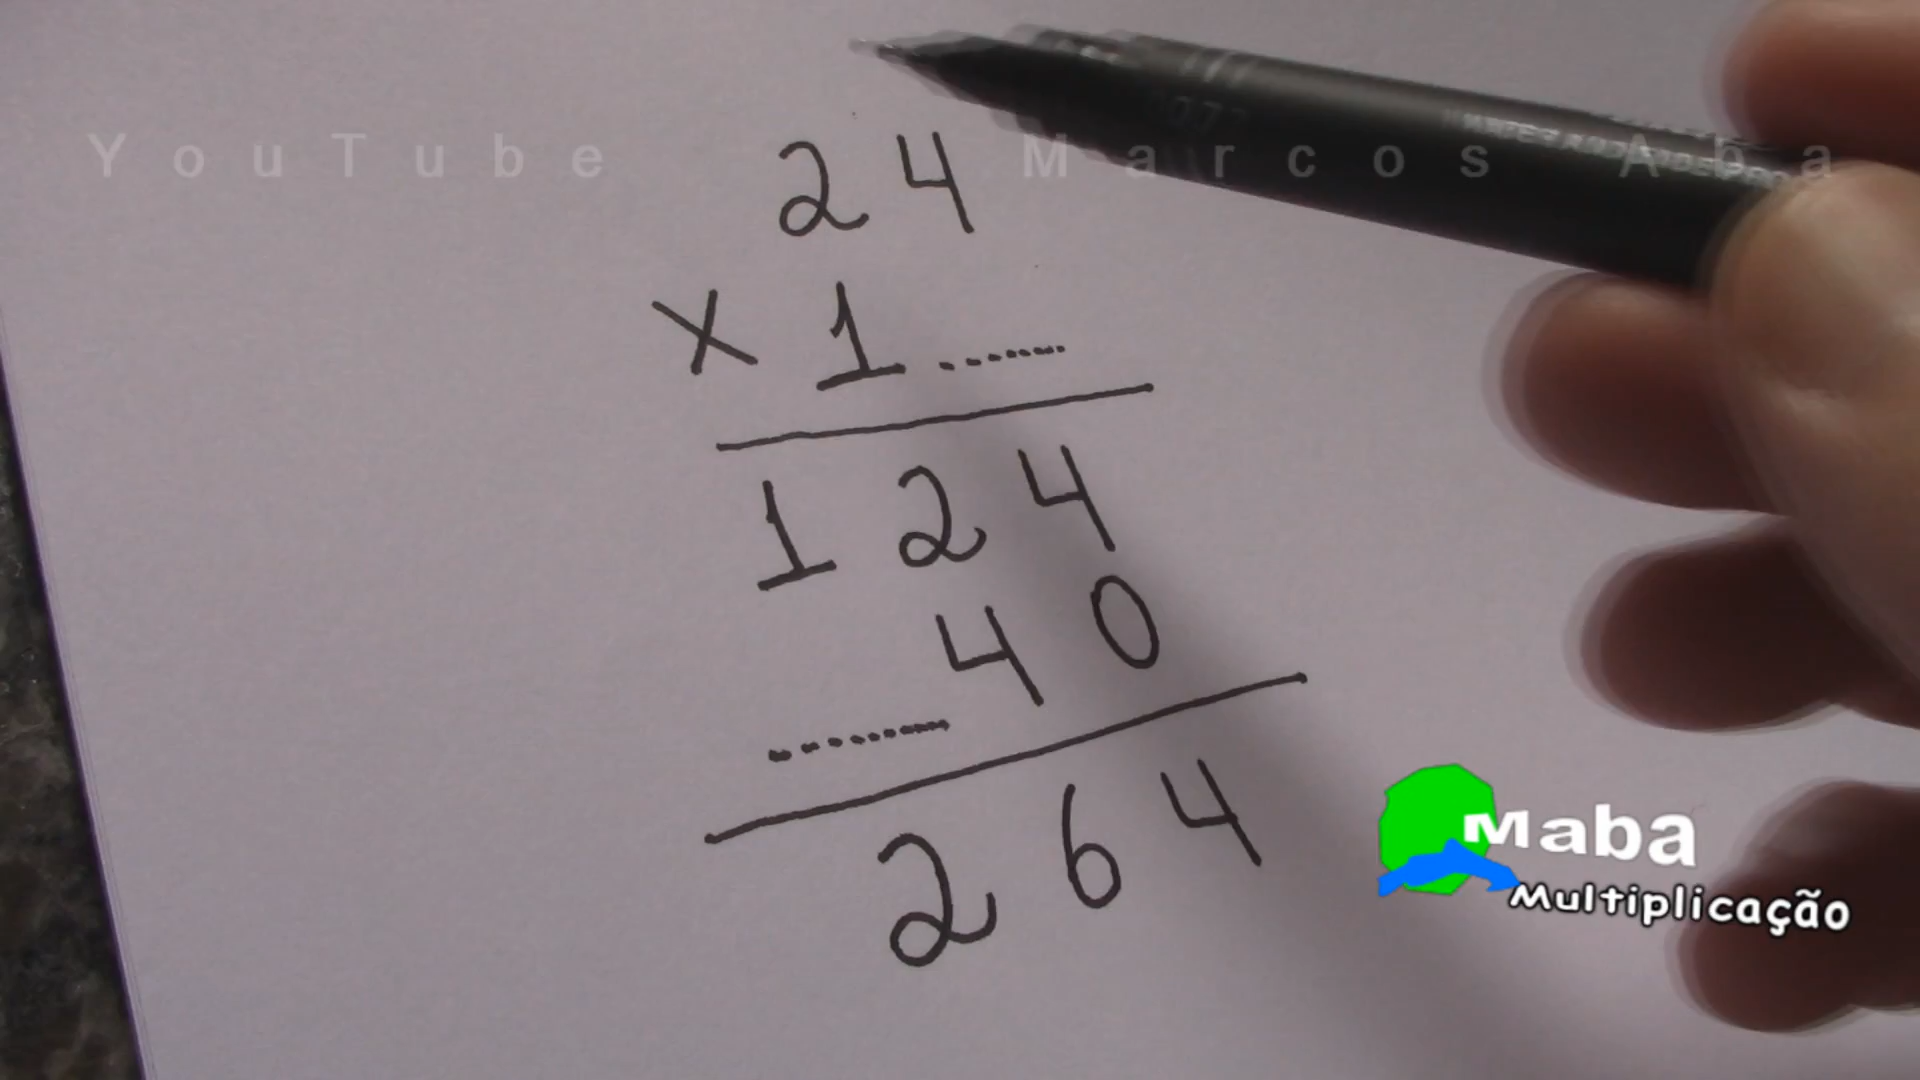 YouTube Marcos Aba
24
X 1 ........
124
40
........
264
Maba
Multiplicação